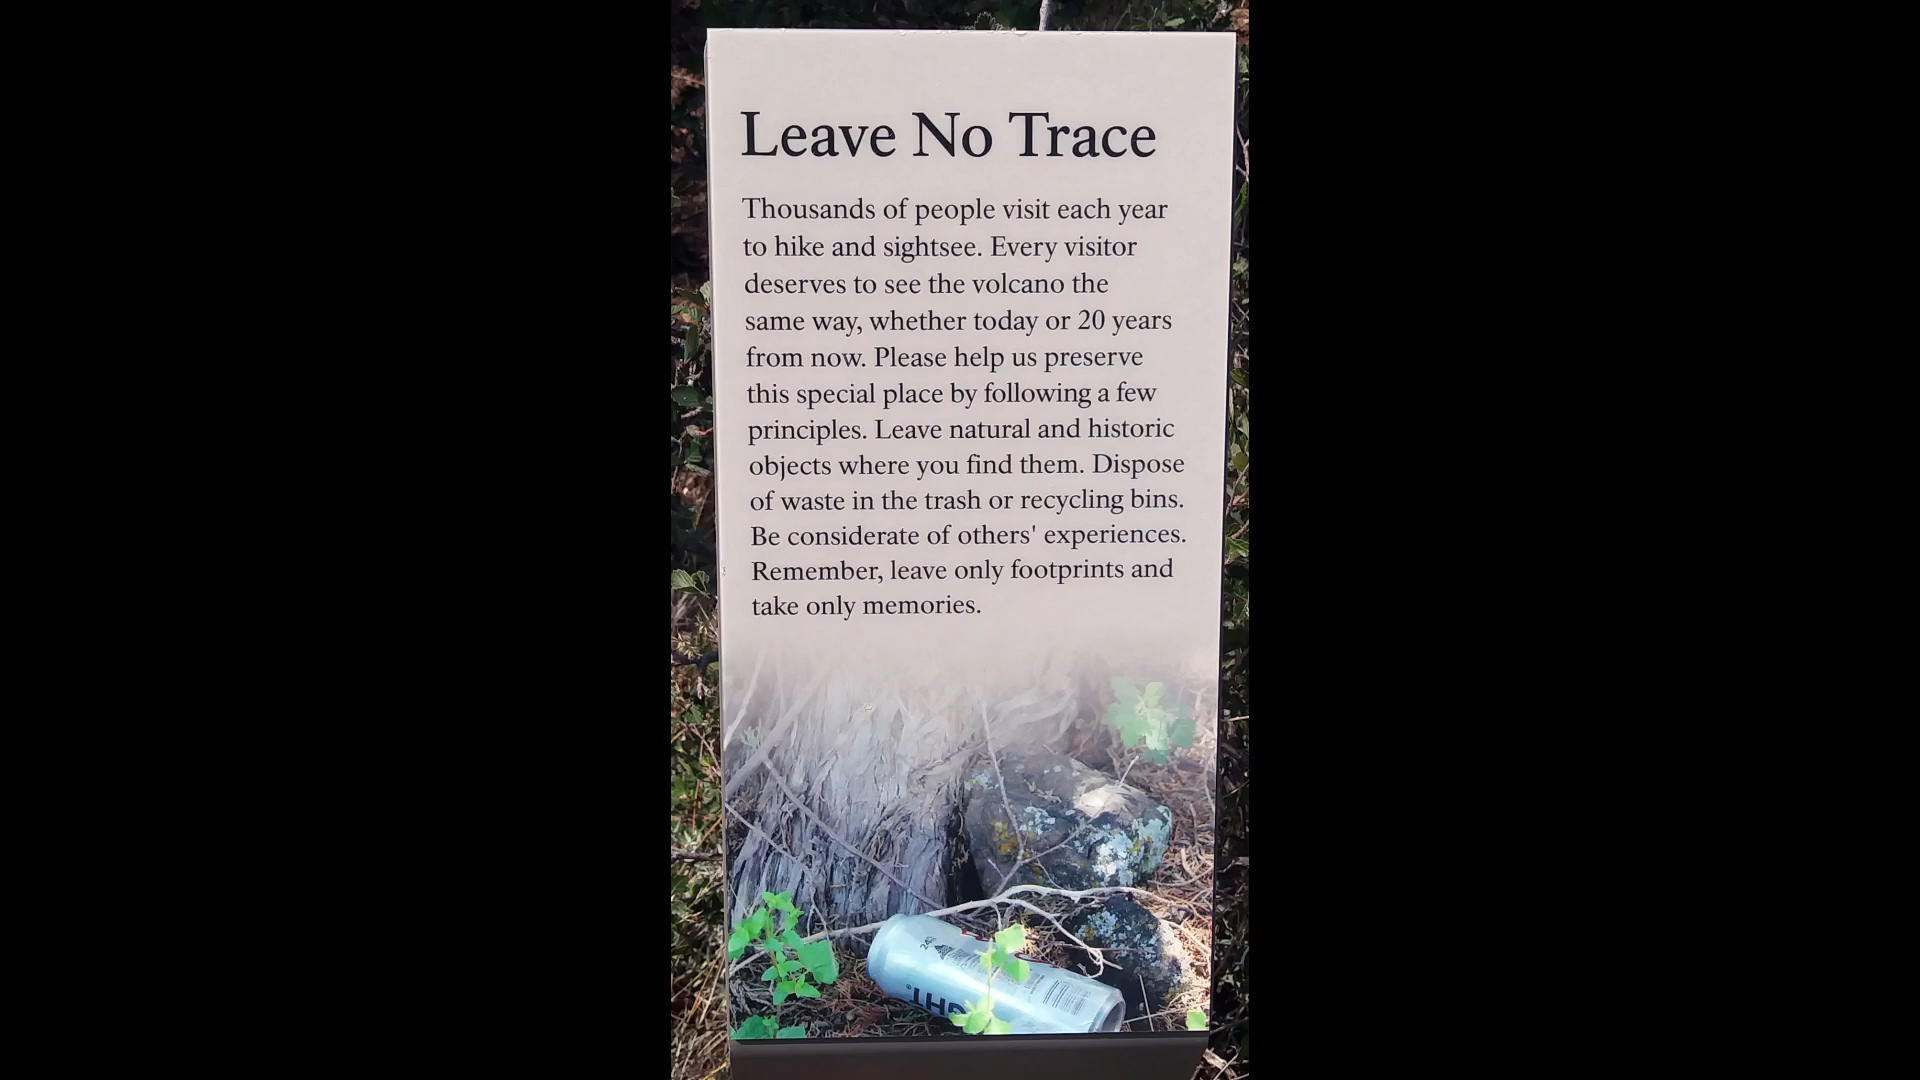 Leave No Trace
Thousands of people visit each year
to hike and sightsee. Every visitor
deserves to see the volcano the
same way, whether today or 20 years
from now. Please help us preserve
this special place by following a few
principles. Leave natural and historic
objects where you find them. Dispose
of waste in the trash or recycling bins.
Be considerate of others' experiences.
Remember, leave only footprints and
take only memories.